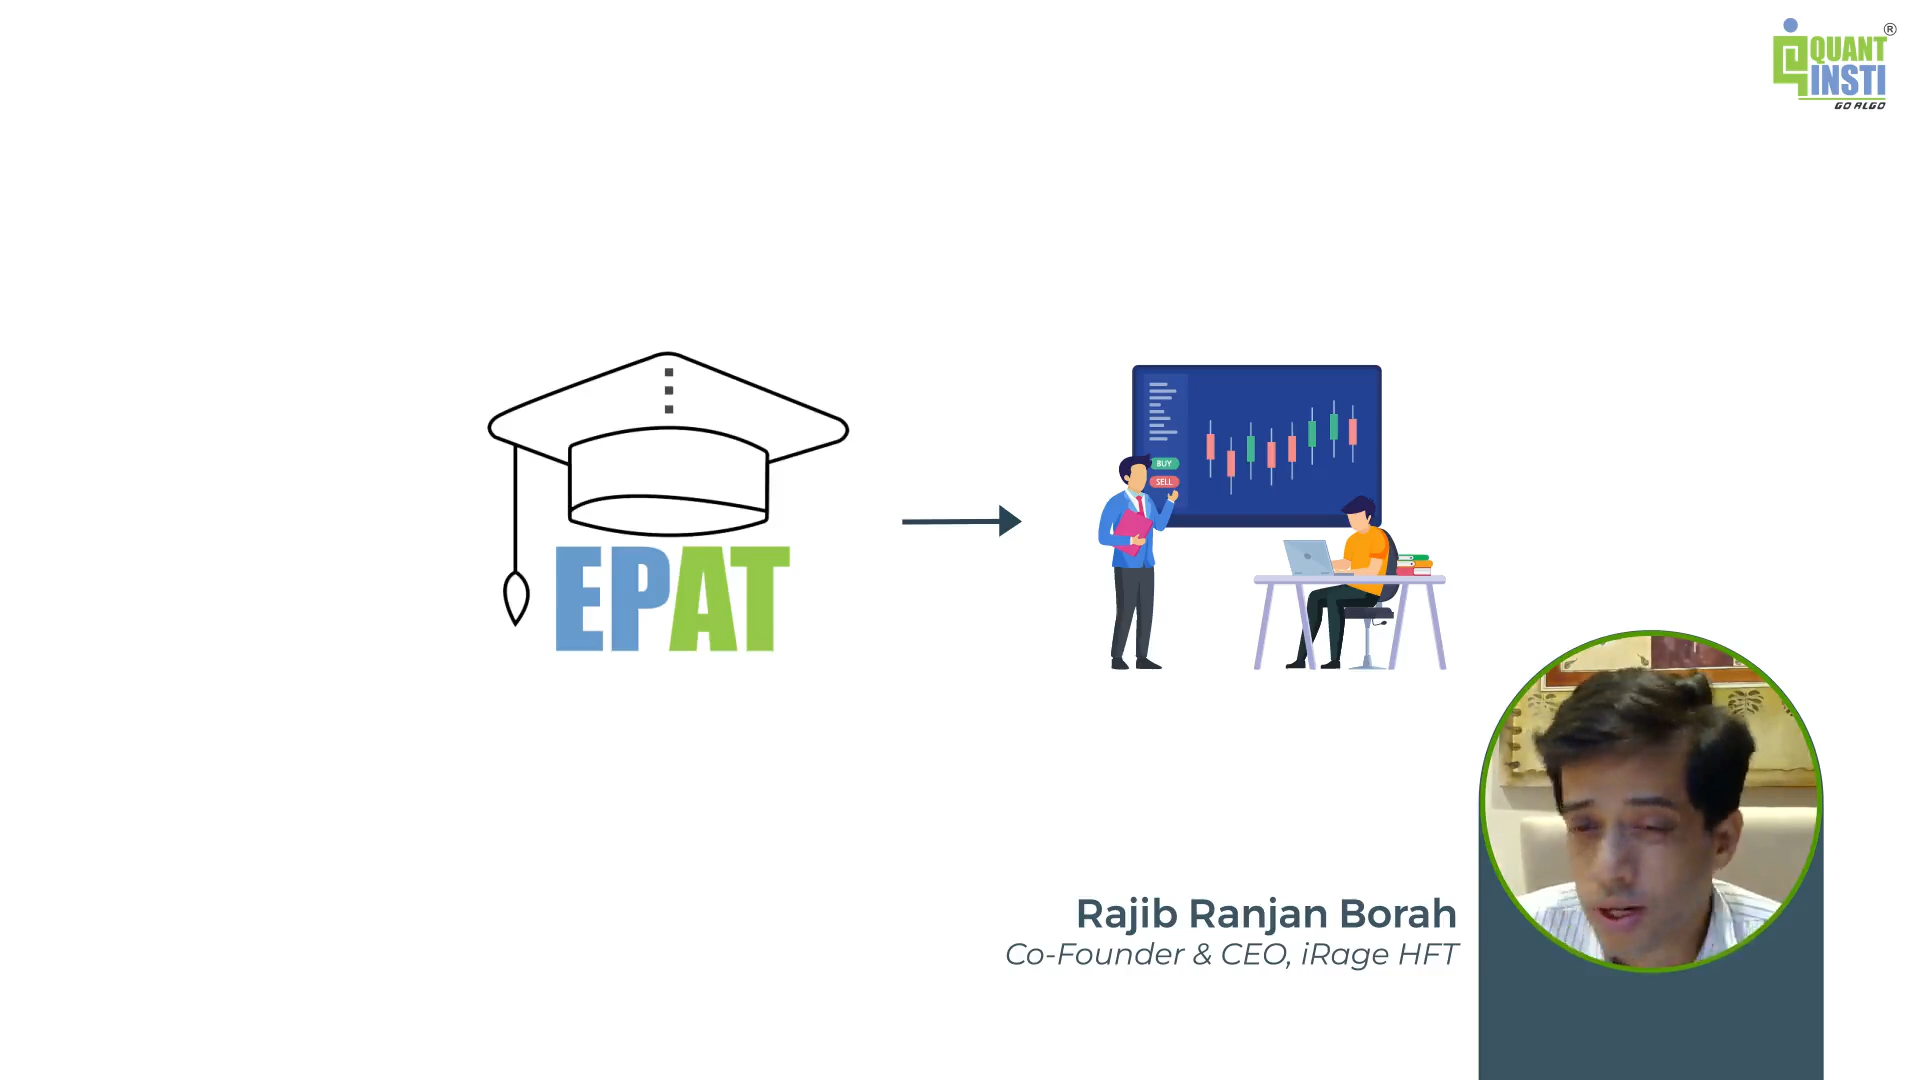 QUANT
INSTI
GO ALGO
®
EPAT
BUY
SELL
Rajib Ranjan Borah
Co-Founder & CEO, iRage HFT